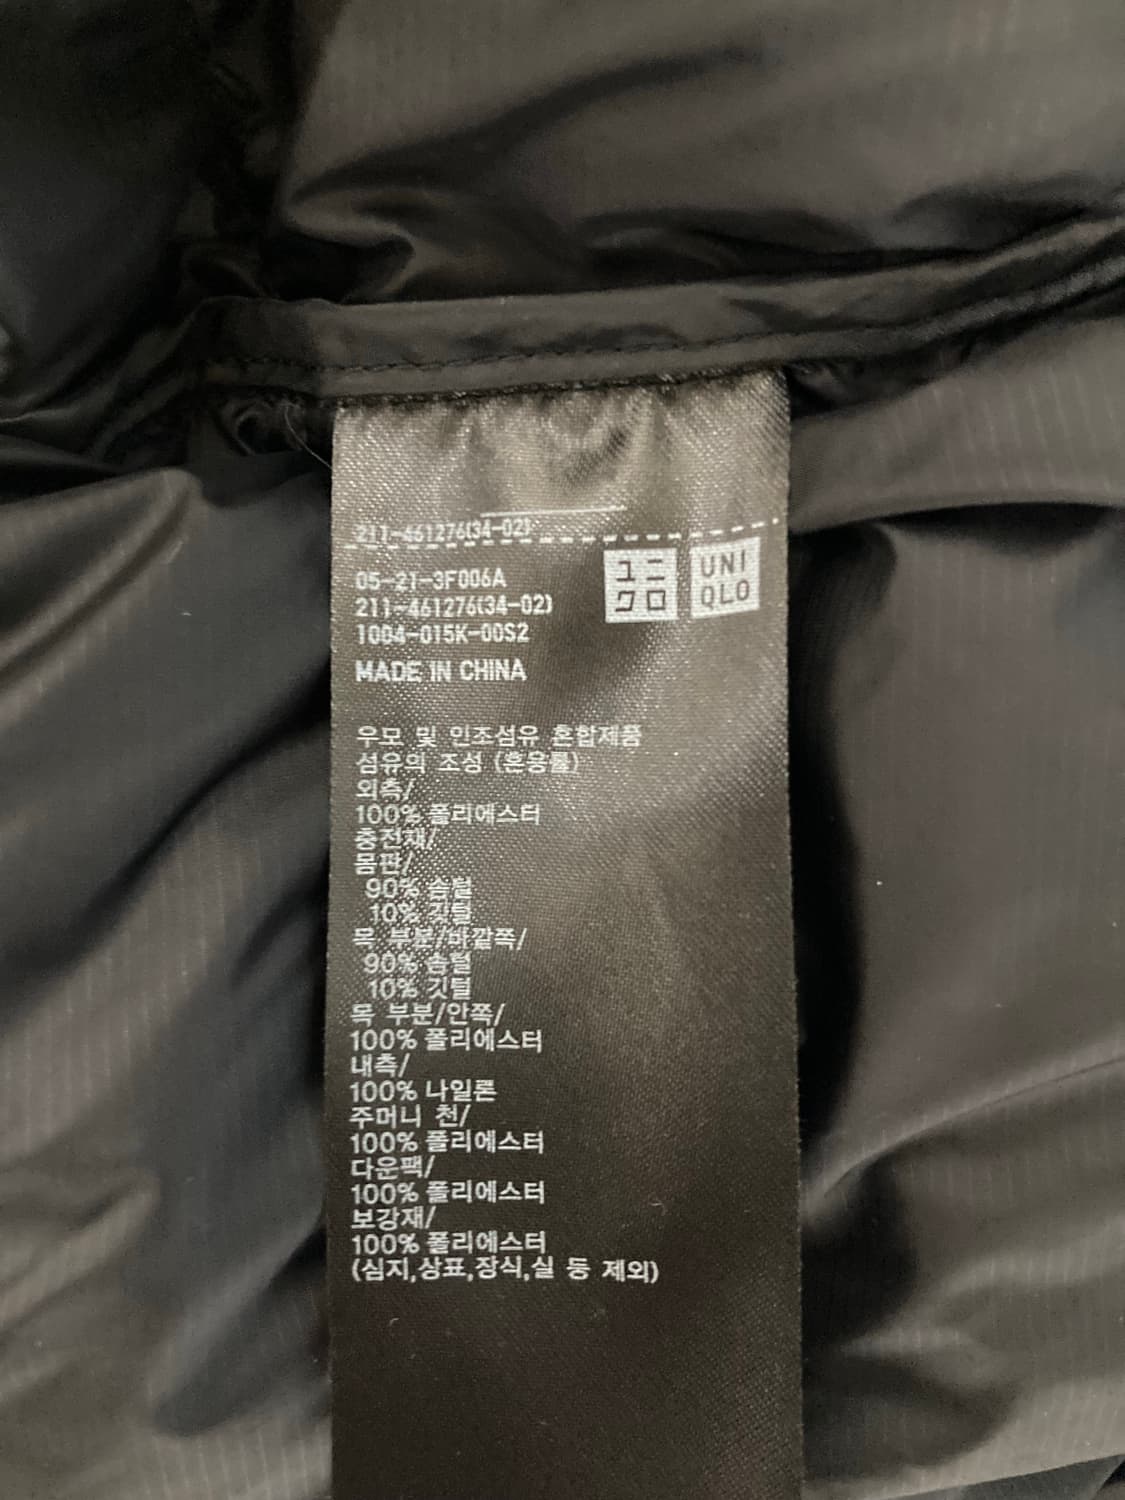 211-461276(34-02)
05-21-3F006A
211-461276(34-02)
1004-015K-00S2
MADE IN CHINA
ユニ
クロ
UNI
QLO
우모 및 인조섬유 혼합제품
섬유의 조성 (혼용률)
외측/
100% 폴리에스터
충전재/
몸판/
90% 솜털
10% 깃털
목 부분/바깥쪽/
90% 솜털
10% 깃털
목 부분/안쪽/
100% 폴리에스터
내측/
100% 나일론
주머니 천/
100% 폴리에스터
다운팩/
100% 폴리에스터
보강재/
100% 폴리에스터
(심지,상표,장식,실 등 제외)